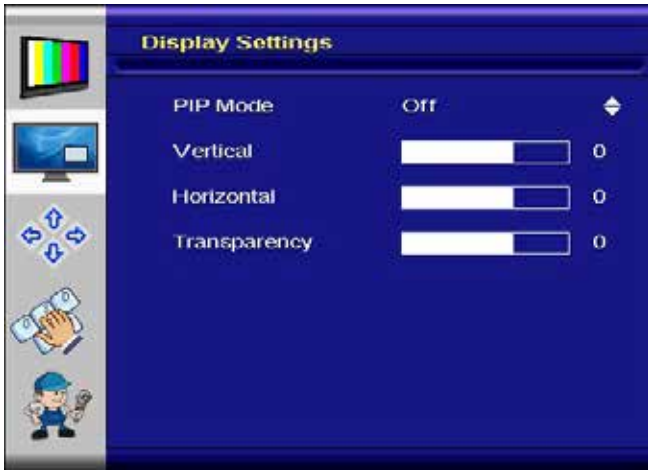 Display Settings
PIP Mode Off
Vertical 0
Horizontal 0
Transparency 0